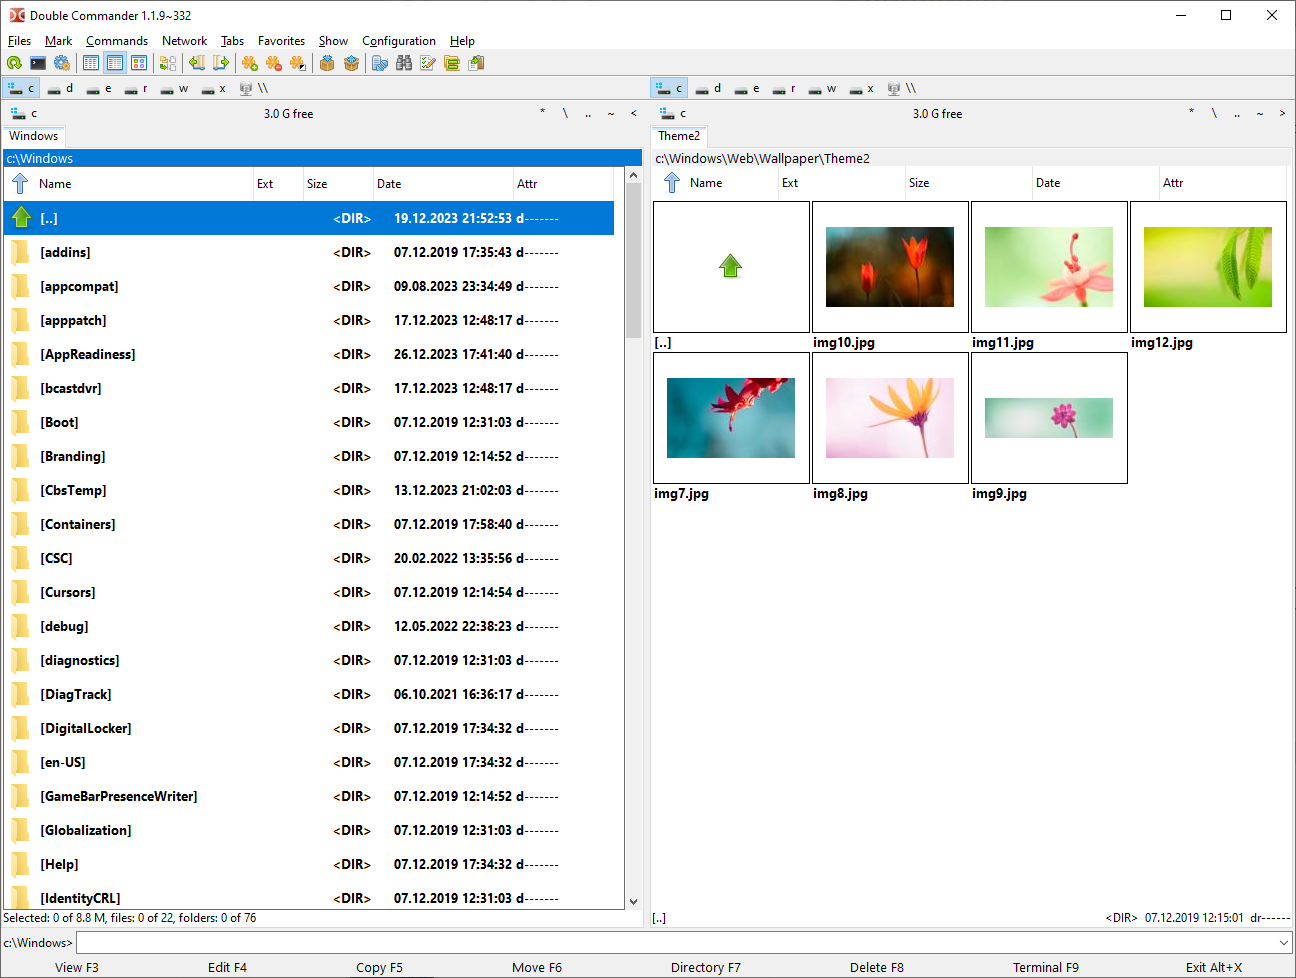 Double Commander 1.1.9~332
Files Mark Commands Network Tabs Favorites Show Configuration Help
c d e r w x \\
c d e r w x \\
c 3.0 G free * \ .. ~ <
c 3.0 G free * \ .. ~ >
Windows
Theme2
c:\Windows
c:\Windows\Web\Wallpaper\Theme2
Name Ext Size Date Attr
Name Ext Size Date Attr
[..] <DIR> 19.12.2023 21:52:53 d-------
[addins] <DIR> 07.12.2019 17:35:43 d-------
[appcompat] <DIR> 09.08.2023 23:34:49 d-------
[apppatch] <DIR> 17.12.2023 12:48:17 d-------
[AppReadiness] <DIR> 26.12.2023 17:41:40 d-------
[bcastdvr] <DIR> 17.12.2023 12:48:17 d-------
[Boot] <DIR> 07.12.2019 12:31:03 d-------
[Branding] <DIR> 07.12.2019 12:14:52 d-------
[CbsTemp] <DIR> 13.12.2023 21:02:03 d-------
[Containers] <DIR> 07.12.2019 17:58:40 d-------
[CSC] <DIR> 20.02.2022 13:35:56 d-------
[Cursors] <DIR> 07.12.2019 12:14:54 d-------
[debug] <DIR> 12.05.2022 22:38:23 d-------
[diagnostics] <DIR> 07.12.2019 12:31:03 d-------
[DiagTrack] <DIR> 06.10.2021 16:36:17 d-------
[DigitalLocker] <DIR> 07.12.2019 17:34:32 d-------
[en-US] <DIR> 07.12.2019 17:34:32 d-------
[GameBarPresenceWriter] <DIR> 07.12.2019 12:14:52 d-------
[Globalization] <DIR> 07.12.2019 12:31:03 d-------
[Help] <DIR> 07.12.2019 17:34:32 d-------
[IdentityCRL] <DIR> 07.12.2019 12:31:03 d-------
[..] img10.jpg img11.jpg img12.jpg
img7.jpg img8.jpg img9.jpg
Selected: 0 of 8.8 M, files: 0 of 22, folders: 0 of 76
[..] <DIR> 07.12.2019 12:15:01 dr------
c:\Windows>
View F3 Edit F4 Copy F5 Move F6 Directory F7 Delete F8 Terminal F9 Exit Alt+X